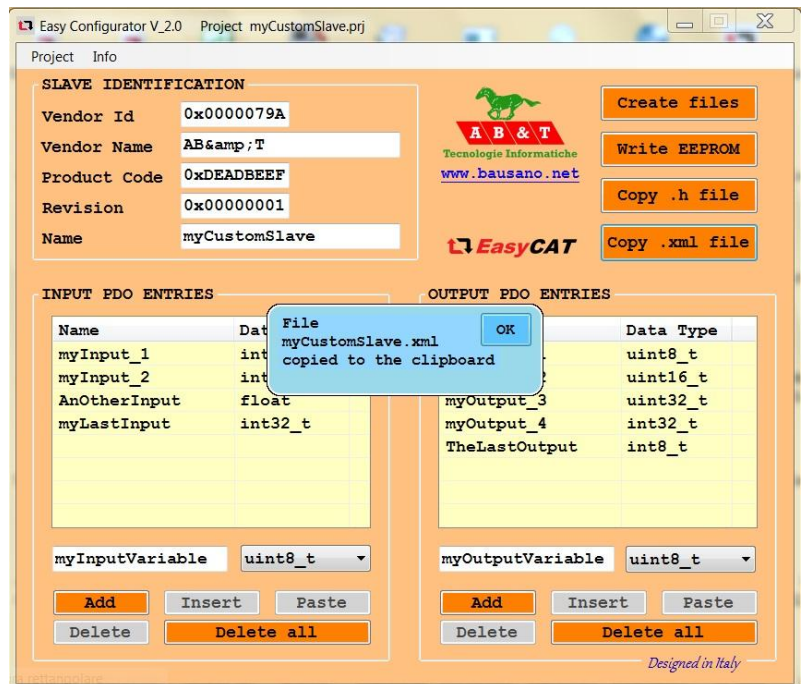 Easy Configurator V_2.0 Project myCustomSlave.prj
Project Info
SLAVE IDENTIFICATION
Vendor Id 0x0000079A
Vendor Name AB&amp;T
Product Code 0xDEADBEEF
Revision 0x00000001
Name myCustomSlave
AB&T
Tecnologie Informatiche
www.bausano.net
EasyCAT
Create files
Write EEPROM
Copy .h file
Copy .xml file
INPUT PDO ENTRIES
Name Dat
myInput_1 int
myInput_2 int
AnOtherInput float
myLastInput int32_t
myInputVariable uint8_t
Add Insert Paste
Delete Delete all
File
myCustomSlave.xml
copied to the clipboard
OK
OUTPUT PDO ENTRIES
Data Type
uint8_t
uint16_t
myOutput_3 uint32_t
myOutput_4 int32_t
TheLastOutput int8_t
myOutputVariable uint8_t
Add Insert Paste
Delete Delete all
Designed in Italy
rettangolare